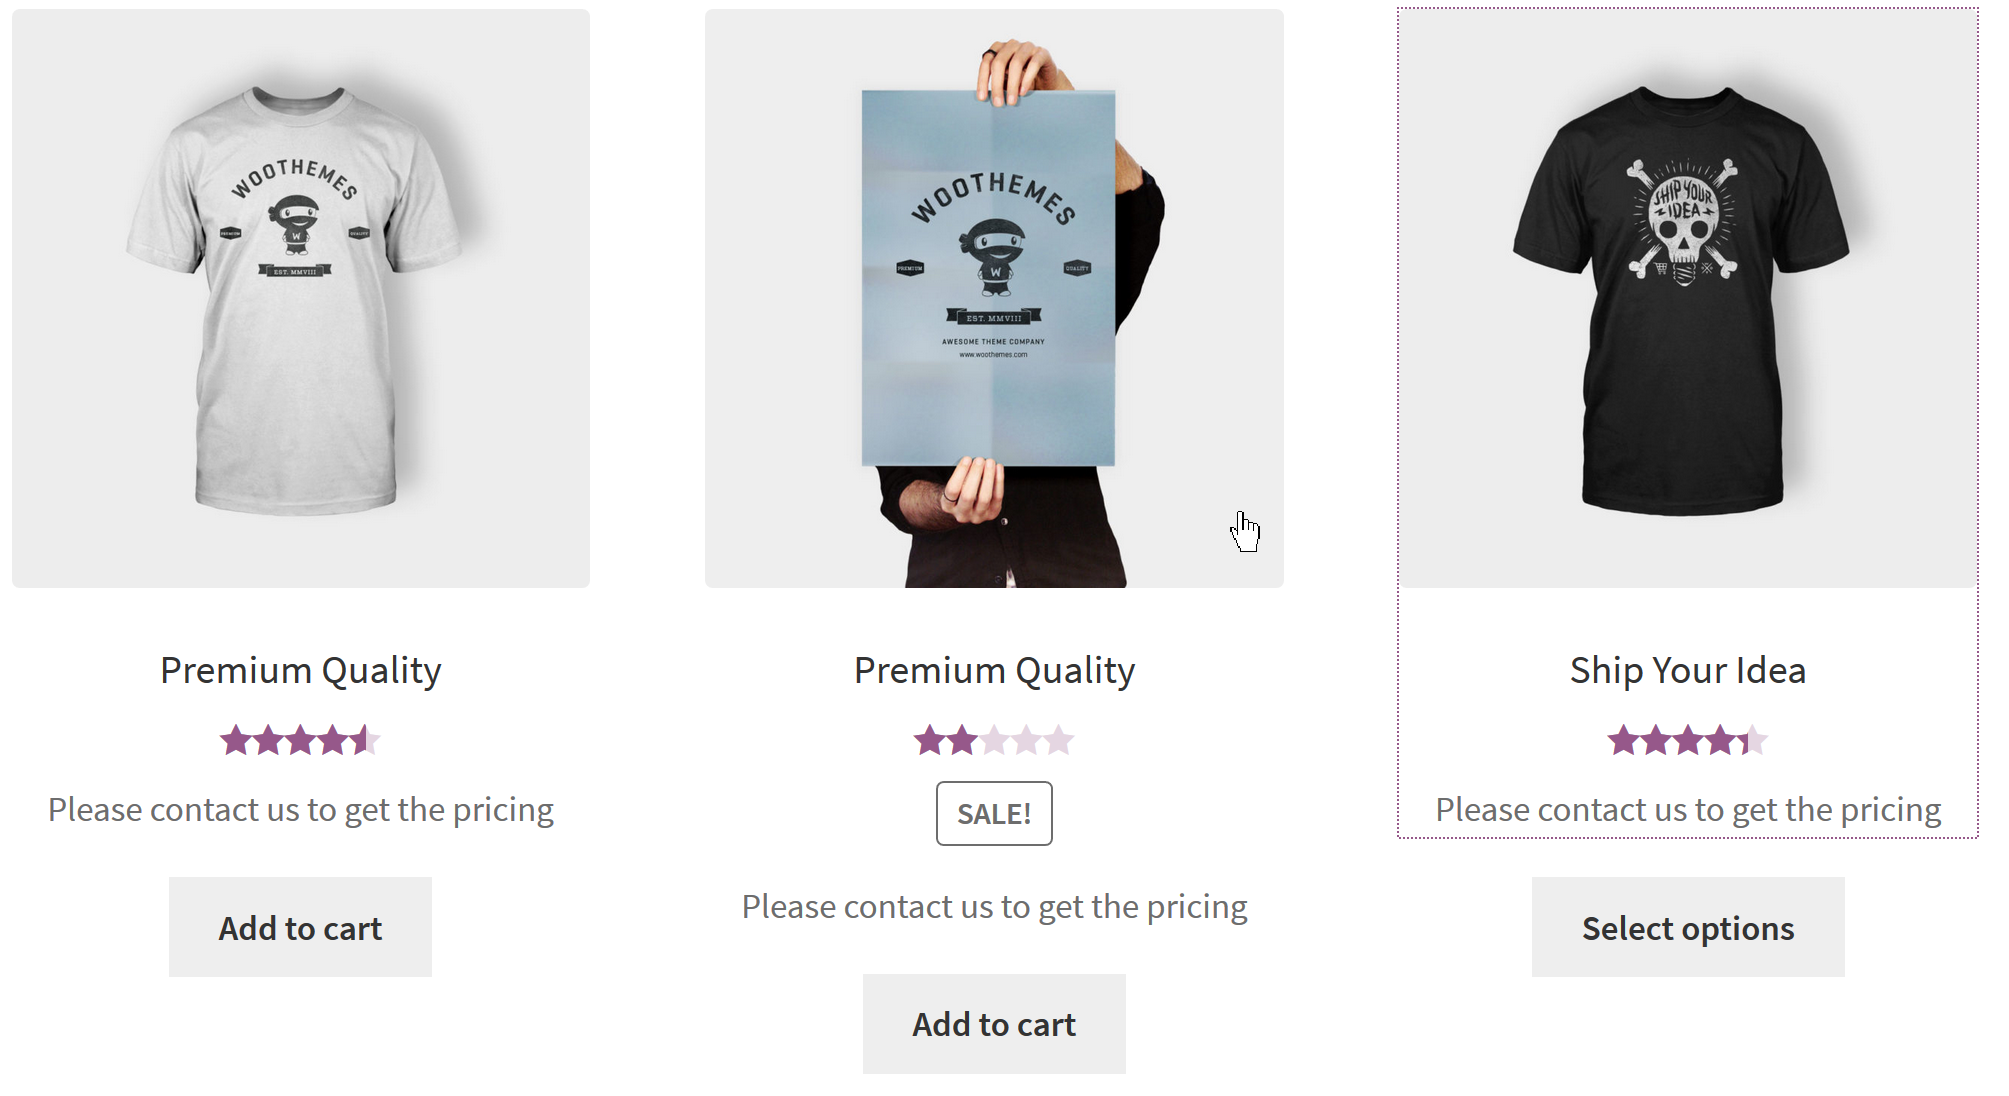 WOOTHEMES
PREMIUM
W
QUALITY
EST. MMVIII
Premium Quality
Please contact us to get the pricing
Add to cart
WOOTHEMES
PREMIUM
W
QUALITY
EST. MMVIII
AWESOME THEME COMPANY
www.woothemes.com
Premium Quality
SALE!
Please contact us to get the pricing
Add to cart
SHIP YOUR
IDEA
Ship Your Idea
Please contact us to get the pricing
Select options